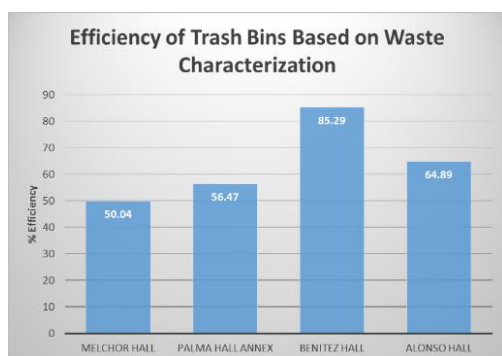 Efficiency of Trash Bins Based on Waste
Characterization
% Efficiency
90
80
70
60
50
40
30
20
10
0
50.04
56.47
85.29
64.89
MELCHOR HALL
PALMA HALL ANNEX
BENITEZ HALL
ALONSO HALL